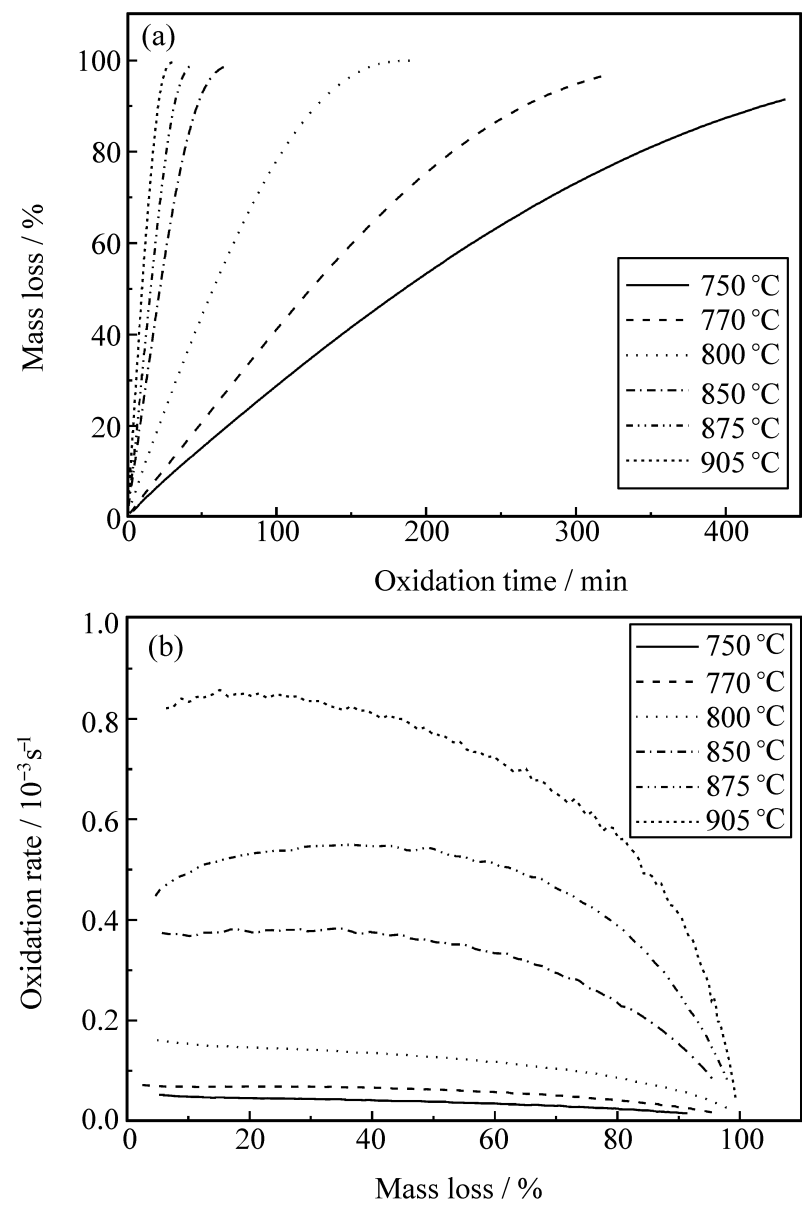 (a)
100
80
60
40
20
0
Mass loss / %
750 °C
770 °C
800 °C
850 °C
875 °C
905 °C
0 100 200 300 400
Oxidation time / min
(b)
1.0
0.8
0.6
0.4
0.2
0.0
Oxidation rate / 10⁻³s⁻¹
750 °C
770 °C
800 °C
850 °C
875 °C
905 °C
0 20 40 60 80 100
Mass loss / %